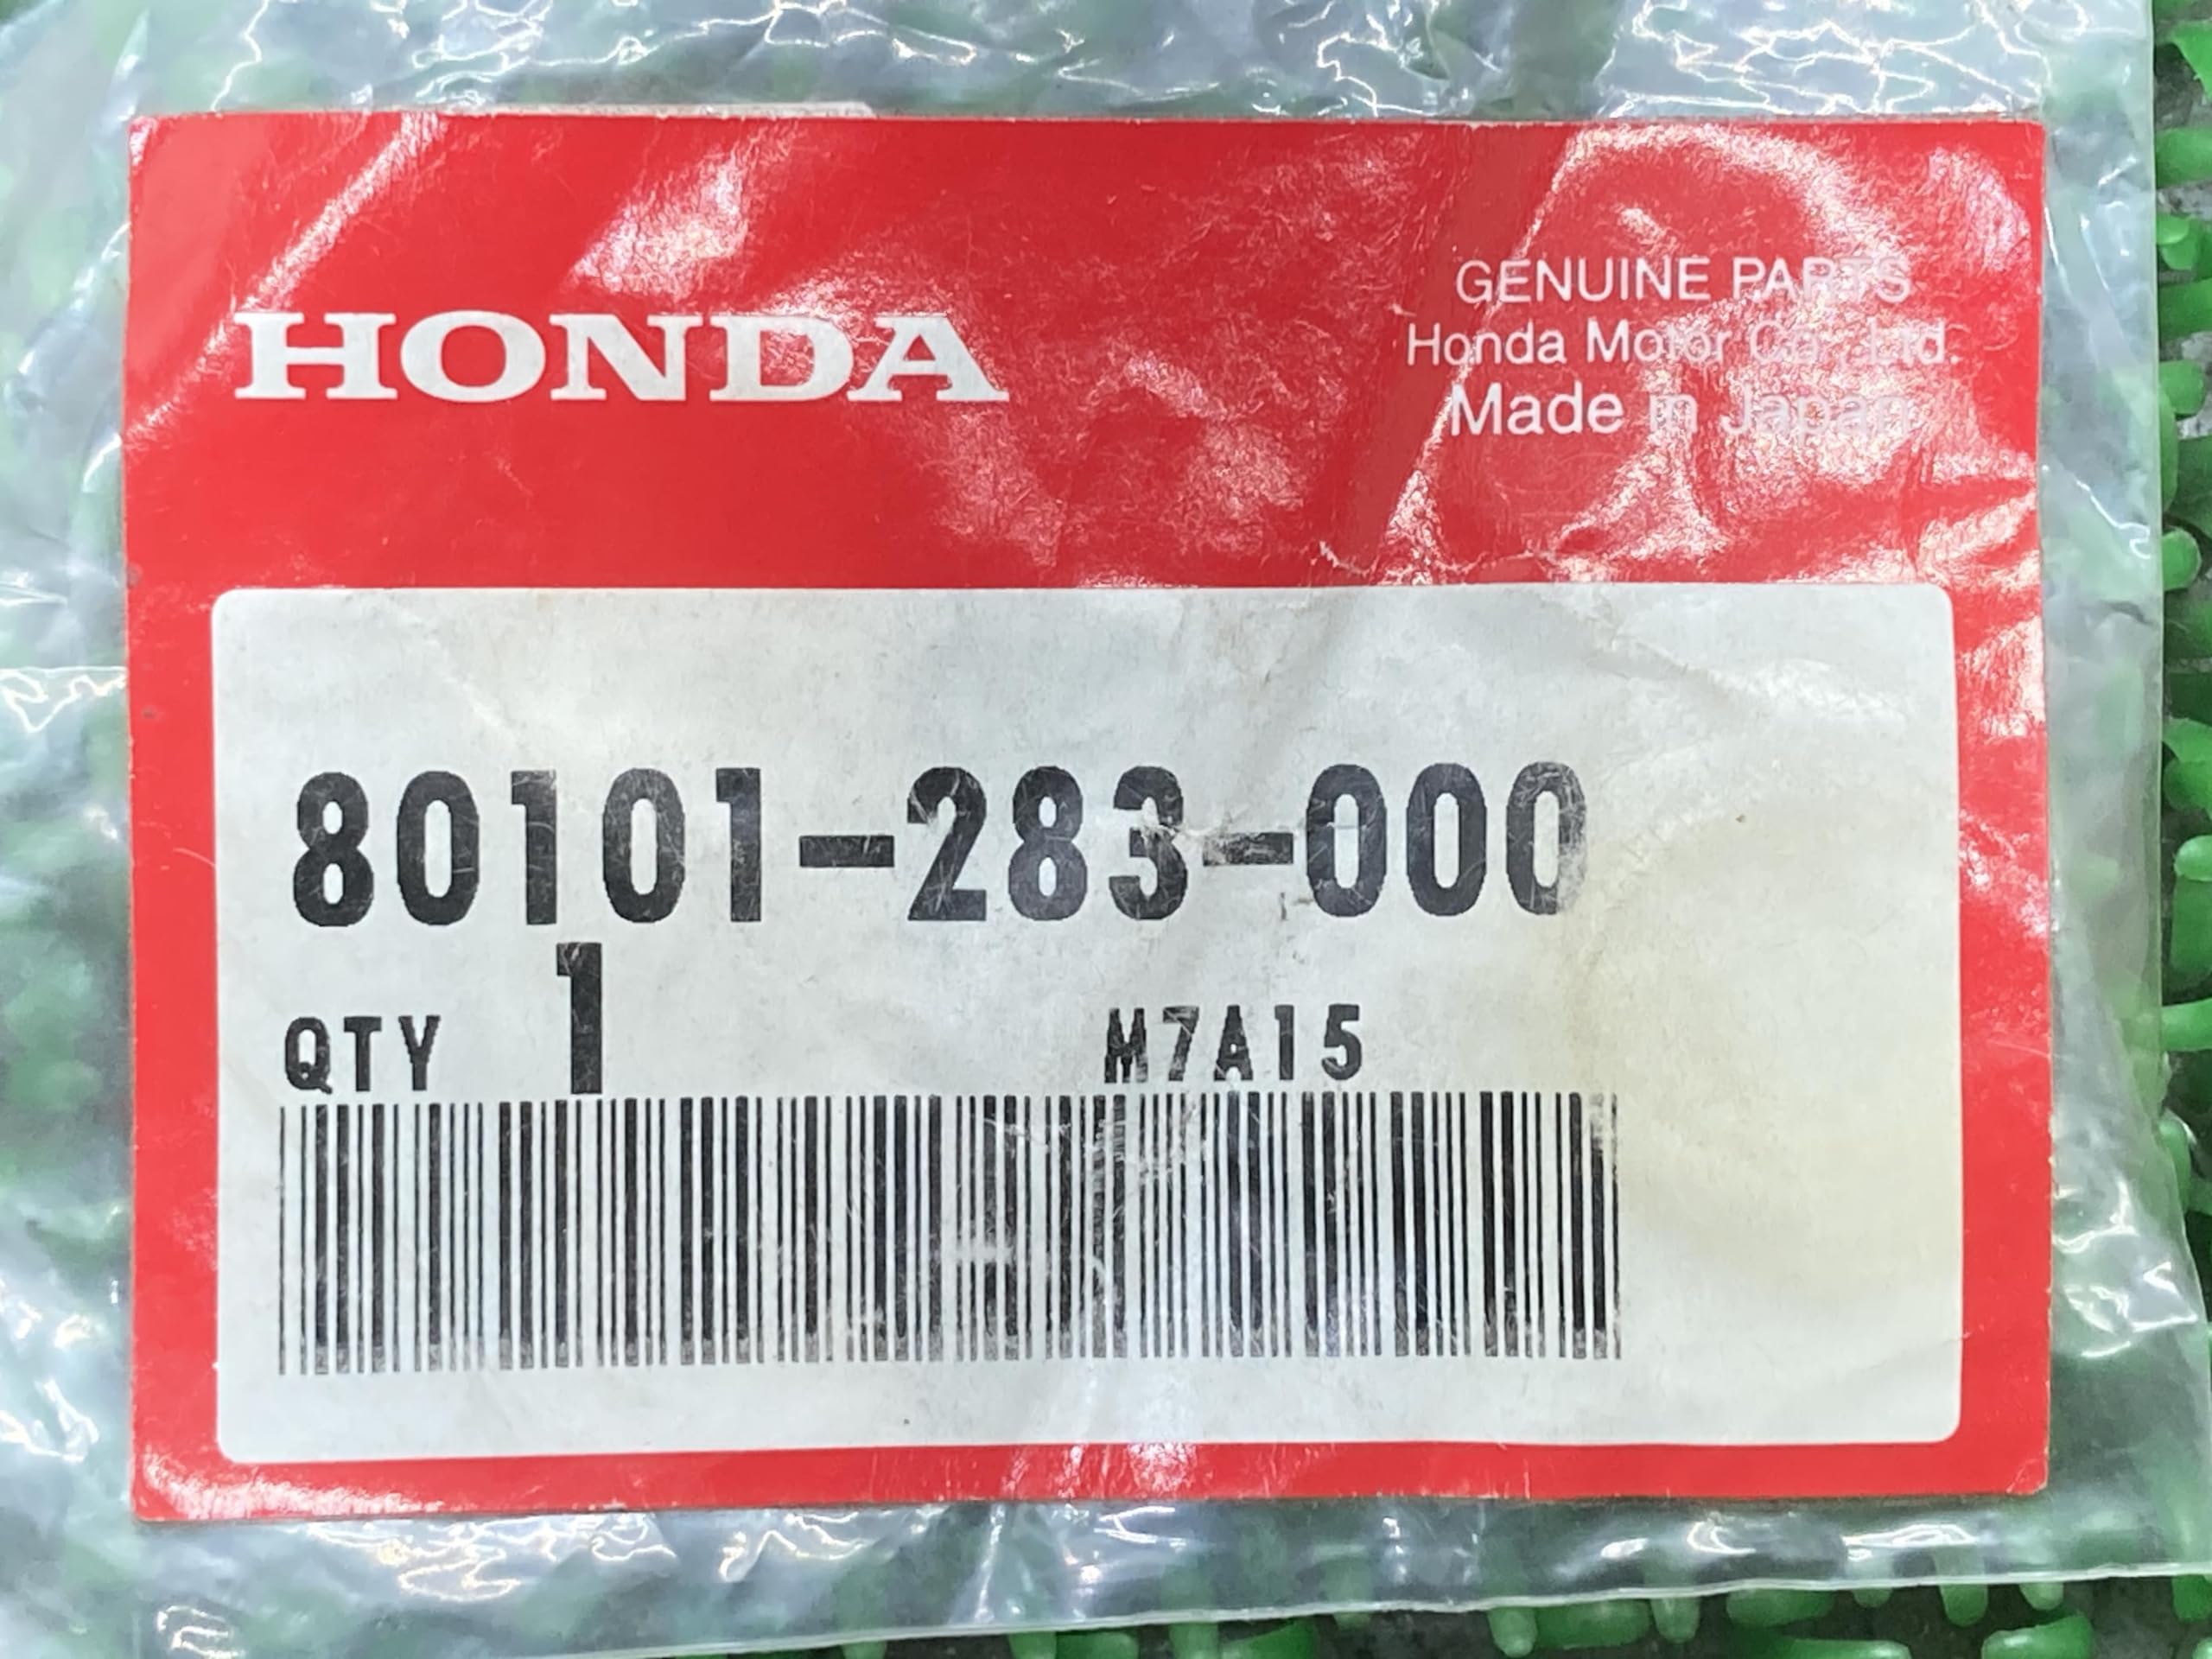 HONDA
GENUINE PARTS
Honda Motor Co., Ltd.
Made in Japan
80101-283-000
QTY 1 M7A15